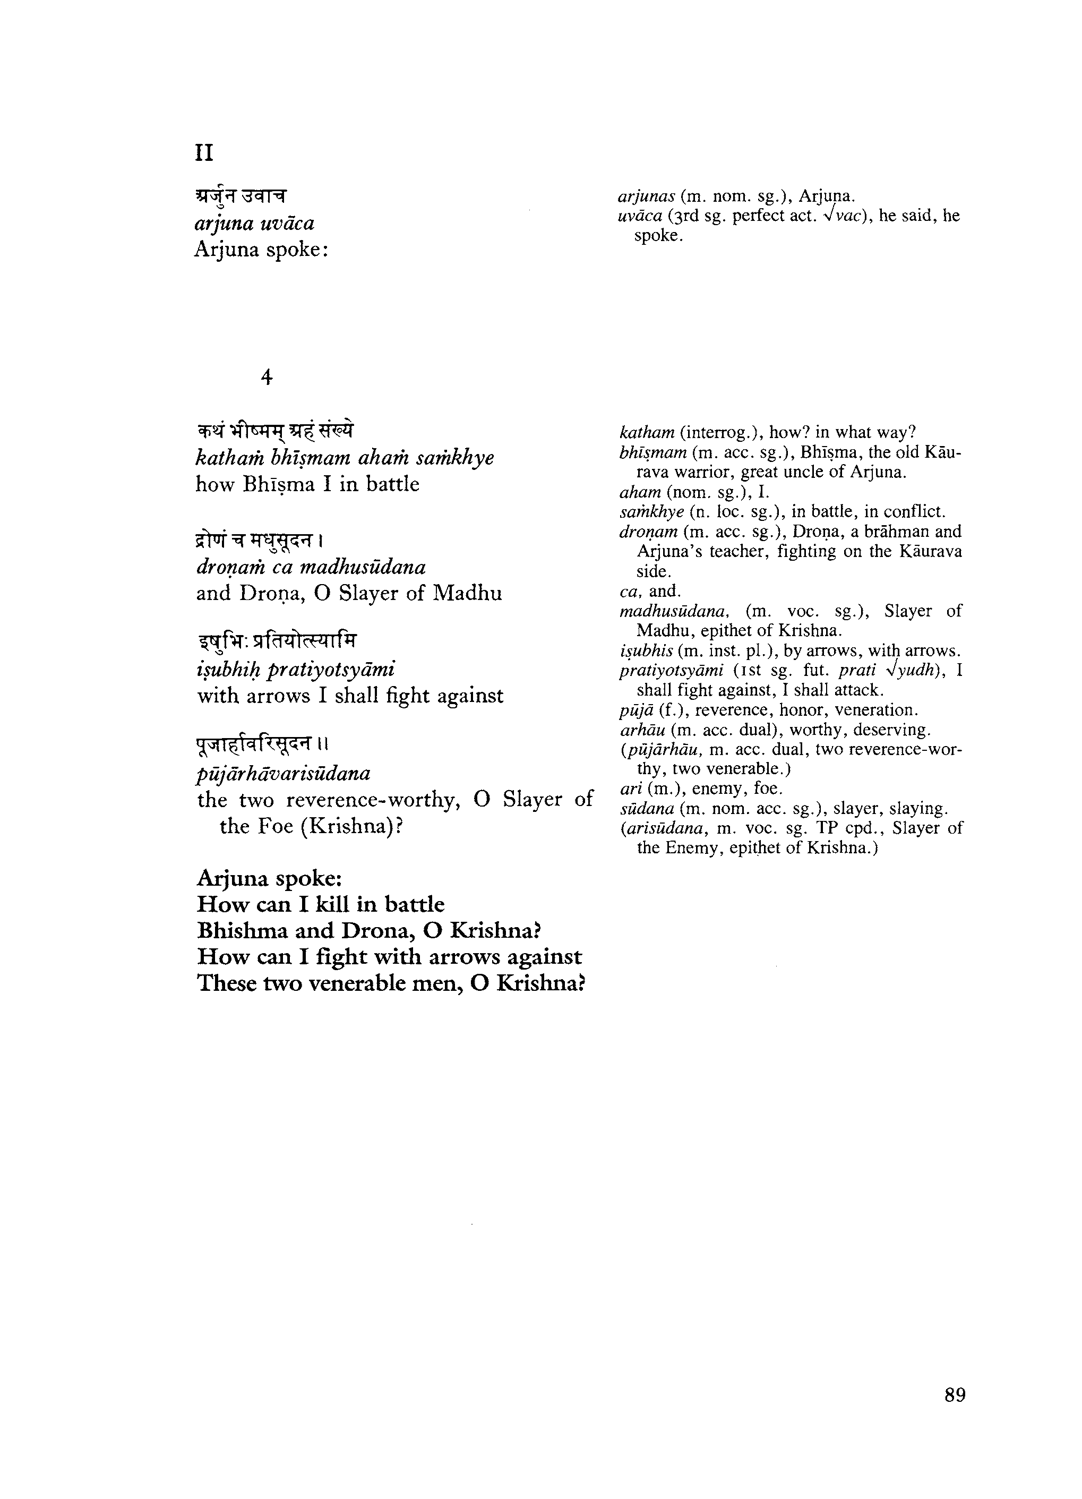 II
अर्जुन उवाच
arjuna uvāca
Arjuna spoke:
arjunas (m. nom. sg.), Arjuna.
uvāca (3rd sg. perfect act. √vac), he said, he
spoke.
4
कथं भीष्मम् अहं संख्ये
kathaṁ bhīṣmam ahaṁ saṁkhye
how Bhīṣma I in battle
द्रोणं च मधुसूदन ।
droṇaṁ ca madhusūdana
and Droṇa, O Slayer of Madhu
इषुभिः प्रतियोत्स्यामि
iṣubhiḥ pratiyotsyāmi
with arrows I shall fight against
पूजार्हावरिसूदन ॥
pūjārhāvarisūdana
the two reverence-worthy, O Slayer of
the Foe (Krishna)?
Arjuna spoke:
How can I kill in battle
Bhishma and Drona, O Krishna?
How can I fight with arrows against
These two venerable men, O Krishna?
katham (interrog.), how? in what way?
bhīṣmam (m. acc. sg.), Bhīṣma, the old Kāu-
rava warrior, great uncle of Arjuna.
aham (nom. sg.), I.
saṁkhye (n. loc. sg.), in battle, in conflict.
droṇam (m. acc. sg.), Droṇa, a brāhman and
Arjuna's teacher, fighting on the Kāurava
side.
ca, and.
madhusūdana, (m. voc. sg.), Slayer of
Madhu, epithet of Krishna.
iṣubhis (m. inst. pl.), by arrows, with arrows.
pratiyotsyāmi (1st sg. fut. prati √yudh), I
shall fight against, I shall attack.
pūjā (f.), reverence, honor, veneration.
arhāu (m. acc. dual), worthy, deserving.
(pūjārhāu, m. acc. dual, two reverence-wor-
thy, two venerable.)
ari (m.), enemy, foe.
sūdana (m. nom. acc. sg.), slayer, slaying.
(arisūdana, m. voc. sg. TP cpd., Slayer of
the Enemy, epithet of Krishna.)
89